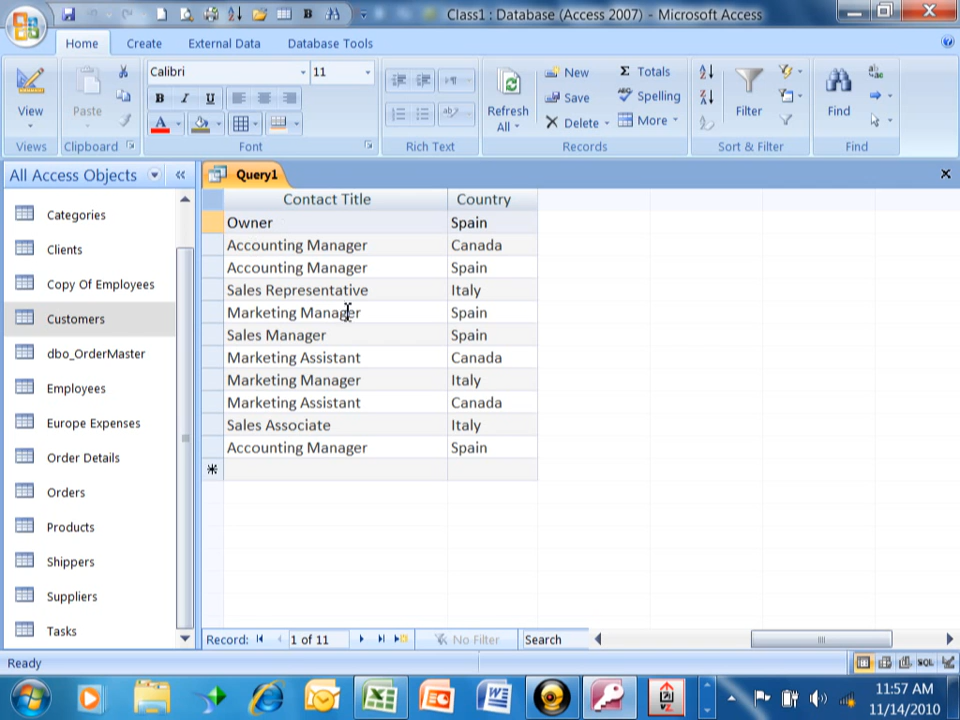 Class1 : Database (Access 2007) - Microsoft Access
Home Create External Data Database Tools
View
Views
Paste
Clipboard
Calibri 11
B I U
A
Font
Rich Text
Refresh All
New
Save
Delete
Totals
Spelling
More
Records
Filter
Sort & Filter
Find
Find
All Access Objects
Categories
Clients
Copy Of Employees
Customers
dbo_OrderMaster
Employees
Europe Expenses
Order Details
Orders
Products
Shippers
Suppliers
Tasks
Query1
Contact Title Country
Owner Spain
Accounting Manager Canada
Accounting Manager Spain
Sales Representative Italy
Marketing Manager Spain
Sales Manager Spain
Marketing Assistant Canada
Marketing Manager Italy
Marketing Assistant Canada
Sales Associate Italy
Accounting Manager Spain
Record: 1 of 11 No Filter Search
Ready
SQL
11:57 AM
11/14/2010